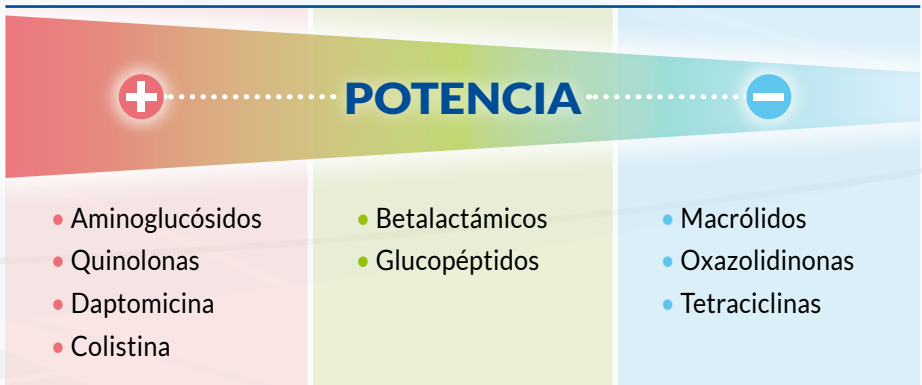 POTENCIA
• Aminoglucósidos
• Quinolonas
• Daptomicina
• Colistina
• Betalactámicos
• Glucopéptidos
• Macrólidos
• Oxazolidinonas
• Tetraciclinas